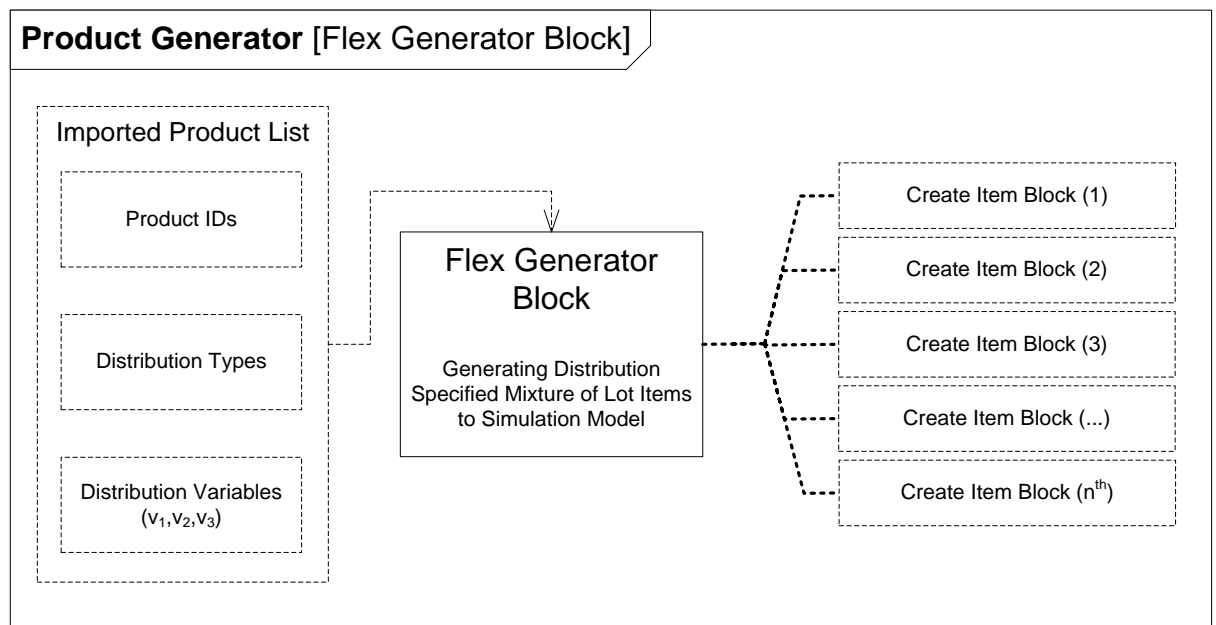 Product Generator [Flex Generator Block]
Imported Product List
Product IDs
Distribution Types
Distribution Variables
(v₁,v₂,v₃)
Flex Generator
Block
Generating Distribution
Specified Mixture of Lot Items
to Simulation Model
Create Item Block (1)
Create Item Block (2)
Create Item Block (3)
Create Item Block (...)
Create Item Block (nᵗʰ)